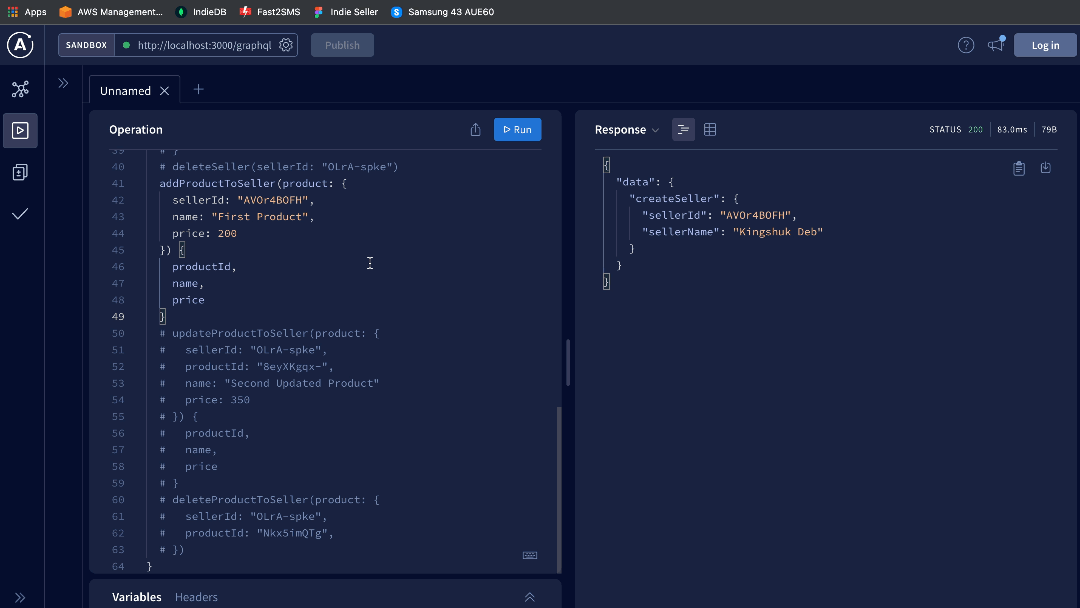 Apps AWS Management... IndieDB Fast2SMS Indie Seller Samsung 43 AUE60
SANDBOX http://localhost:3000/graphql Publish Log in
Unnamed
Operation Run
39 # }
40 # deleteSeller(sellerId: "OLrA-spke")
41 addProductToSeller(product: {
42 sellerId: "AVOr4BOFH",
43 name: "First Product",
44 price: 200
45 }) {
46 productId,
47 name,
48 price
49 }
50 # updateProductToSeller(product: {
51 # sellerId: "OLrA-spke",
52 # productId: "8eyXKgqx-",
53 # name: "Second Updated Product"
54 # price: 350
55 # }) {
56 # productId,
57 # name,
58 # price
59 # }
60 # deleteProductToSeller(product: {
61 # sellerId: "OLrA-spke",
62 # productId: "Nkx5imQTg",
63 # })
64 }
Variables Headers
Response STATUS 200 83.0ms 79B
{
"data": {
"createSeller": {
"sellerId": "AVOr4BOFH",
"sellerName": "Kingshuk Deb"
}
}
}